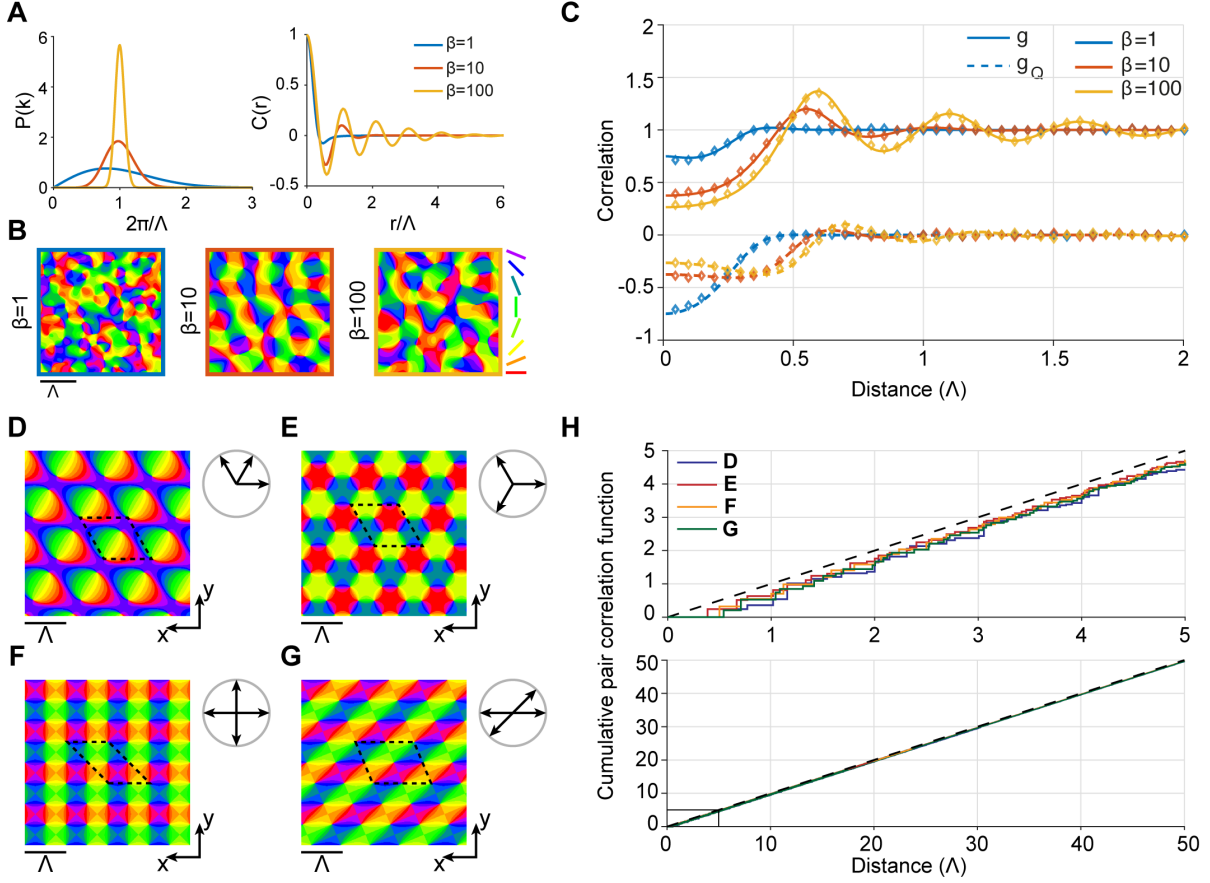 A
P(k)
6
4
2
0
0 1 2 3
2π/Λ
C(r)
1
0.5
0
-0.5
0 2 4 6
r/Λ
β=1
β=10
β=100
B
β=1
β=10
β=100
Λ
C
Correlation
1.5
1
0.5
0
-0.5
-1
0 0.5 1 1.5 2
Distance (Λ)
g
g_Q
β=1
β=10
β=100
D
Λ
x
y
E
Λ
x
y
F
Λ
x
y
G
Λ
x
y
H
Cumulative pair correlation function
5
4
3
2
1
0
0 1 2 3 4 5
D
E
F
G
50
40
30
20
10
0
0 10 20 30 40 50
Distance (Λ)